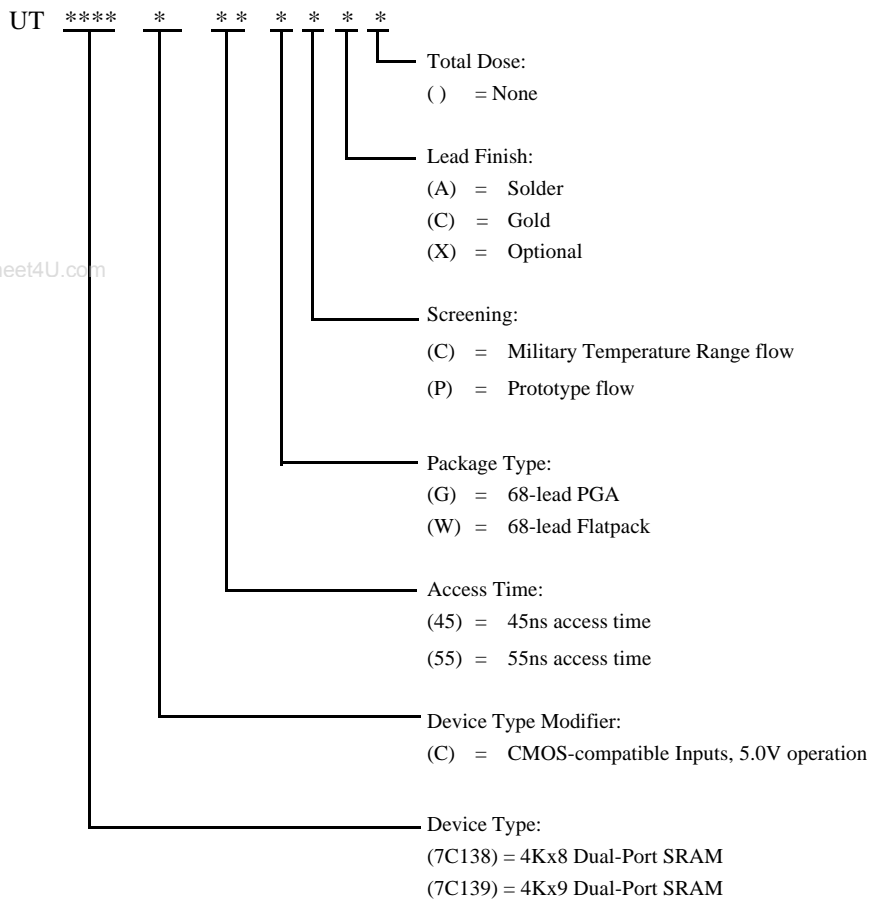 UT **** * * * * * * *
Total Dose:
( ) = None
Lead Finish:
(A) = Solder
(C) = Gold
(X) = Optional
neet4U.com
Screening:
(C) = Military Temperature Range flow
(P) = Prototype flow
Package Type:
(G) = 68-lead PGA
(W) = 68-lead Flatpack
Access Time:
(45) = 45ns access time
(55) = 55ns access time
Device Type Modifier:
(C) = CMOS-compatible Inputs, 5.0V operation
Device Type:
(7C138) = 4Kx8 Dual-Port SRAM
(7C139) = 4Kx9 Dual-Port SRAM